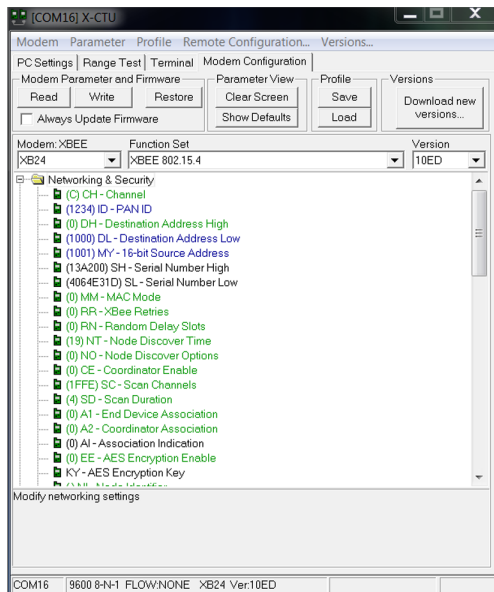 [COM16] X-CTU
Modem Parameter Profile Remote Configuration... Versions...
PC Settings Range Test Terminal Modem Configuration
Modem Parameter and Firmware Parameter View Profile Versions
Read Write Restore Clear Screen Save Download new versions...
Always Update Firmware Show Defaults Load
Modem: XBEE Function Set Version
XB24 XBEE 802.15.4 10ED
Networking & Security
(C) CH - Channel
(1234) ID - PAN ID
(0) DH - Destination Address High
(1000) DL - Destination Address Low
(1001) MY - 16-bit Source Address
(13A200) SH - Serial Number High
(4064E31D) SL - Serial Number Low
(0) MM - MAC Mode
(0) RR - XBee Retries
(0) RN - Random Delay Slots
(19) NT - Node Discover Time
(0) NO - Node Discover Options
(0) CE - Coordinator Enable
(1FFE) SC - Scan Channels
(4) SD - Scan Duration
(0) A1 - End Device Association
(0) A2 - Coordinator Association
(0) AI - Association Indication
(0) EE - AES Encryption Enable
KY - AES Encryption Key
Modify networking settings
COM16 9600 8-N-1 FLOW:NONE XB24 Ver:10ED